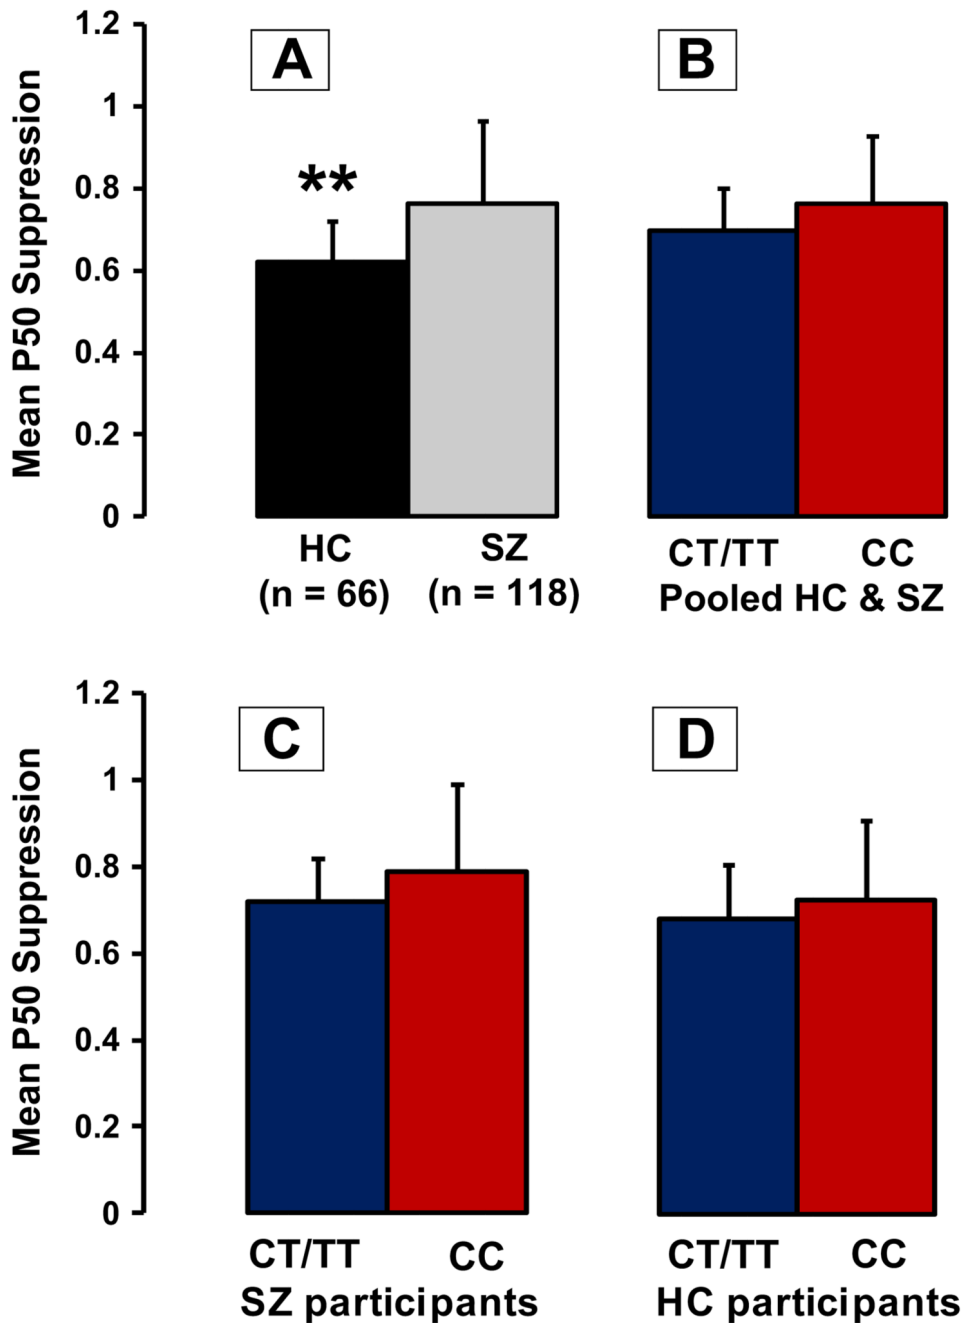 A
B
Mean P50 Suppression
1.2
1
0.8
0.6
0.4
0.2
0
**
HC
SZ
(n = 66)
(n = 118)
CT/TT
CC
Pooled HC & SZ
C
D
Mean P50 Suppression
1.2
1
0.8
0.6
0.4
0.2
0
CT/TT
CC
SZ participants
CT/TT
CC
HC participants